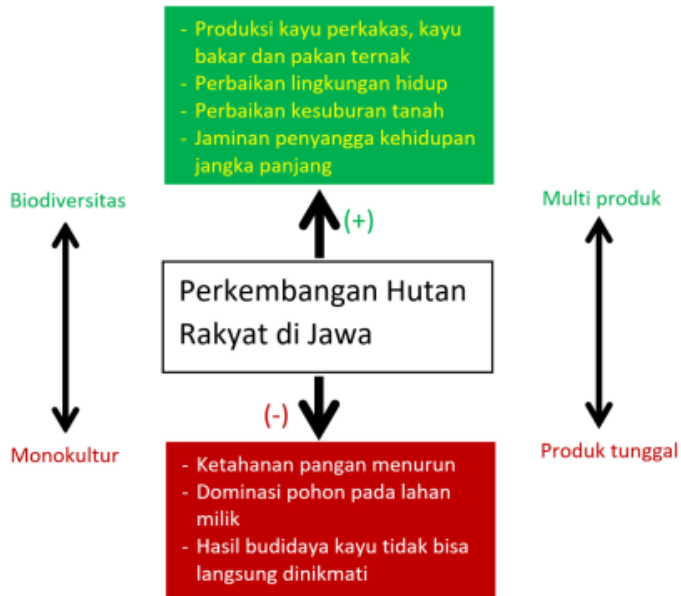 - Produksi kayu perkakas, kayu
bakar dan pakan ternak
- Perbaikan lingkungan hidup
- Perbaikan kesuburan tanah
- Jaminan penyangga kehidupan
jangka panjang
Biodiversitas
Multi produk
(+)
Perkembangan Hutan
Rakyat di Jawa
(-)
Monokultur
Produk tunggal
- Ketahanan pangan menurun
- Dominasi pohon pada lahan
milik
- Hasil budidaya kayu tidak bisa
langsung dinikmati